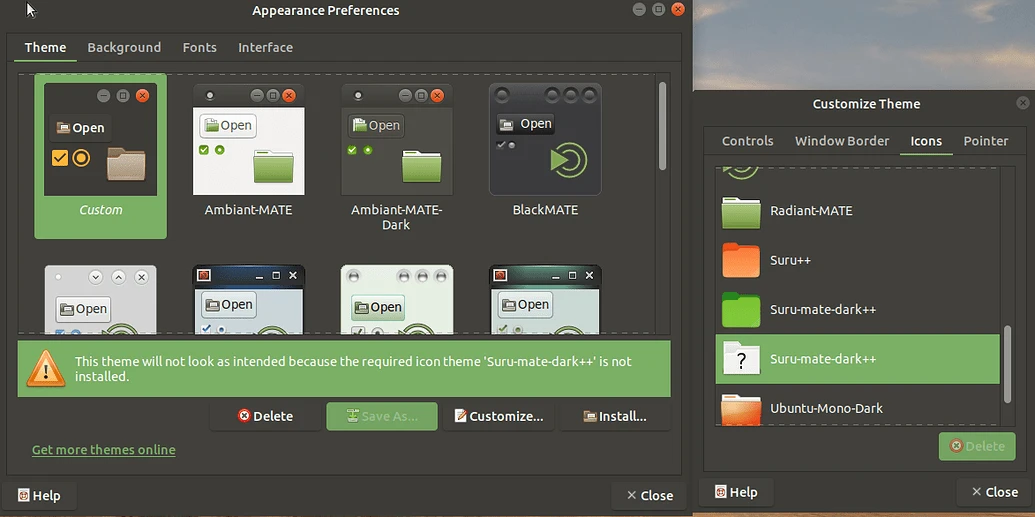 Appearance Preferences
Theme
Background
Fonts
Interface
Open
Open
Open
Open
Custom
Ambiant-MATE
Ambiant-MATE-
Dark
BlackMATE
Open
Open
Open
Open
This theme will not look as intended because the required icon theme 'Suru-mate-dark++' is not
installed.
Delete
Save As...
Customize...
Install...
Get more themes online
Help
Close
Customize Theme
Controls
Window Border
Icons
Pointer
Radiant-MATE
Suru++
Suru-mate-dark++
?
Suru-mate-dark++
Ubuntu-Mono-Dark
Delete
Help
Close